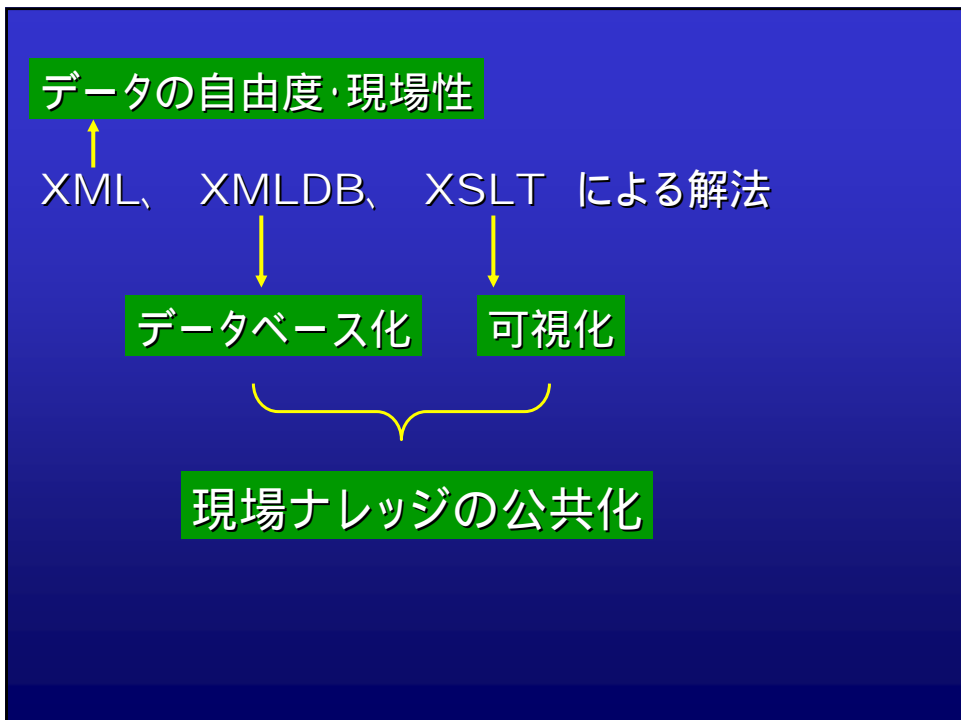 データの自由度・現場性
XML、 XMLDB、 XSLT による解法
データベース化 可視化
現場ナレッジの公共化